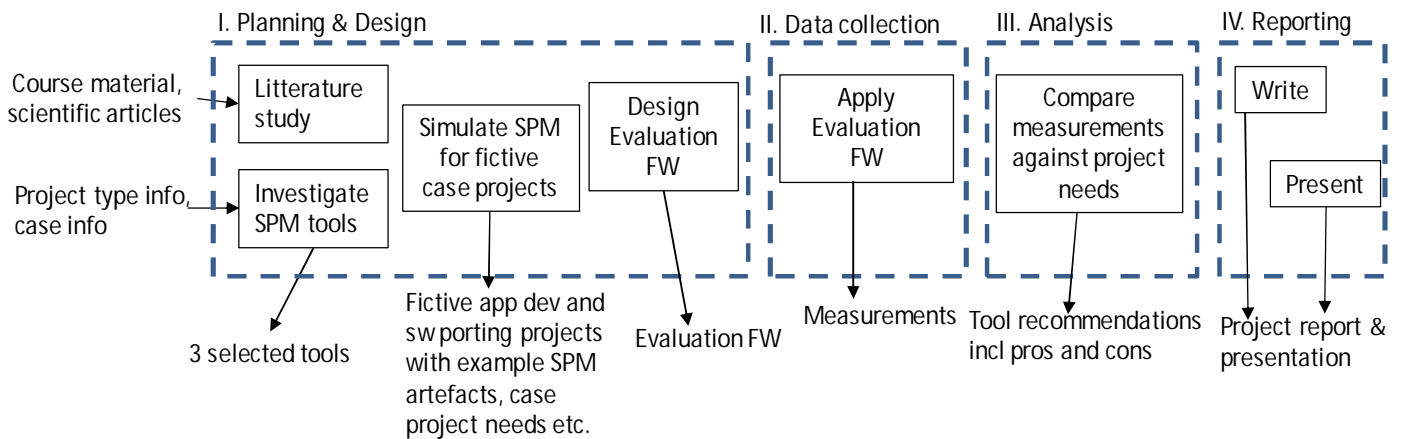 I. Planning & Design
II. Data collection
III. Analysis
IV. Reporting
Course material,
scientific articles
Litterature
study
Project type info,
case info
Investigate
SPM tools
Simulate SPM
for fictive
case projects
Design
Evaluation
FW
Apply
Evaluation
FW
Compare
measurements
against project
needs
Write
Present
3 selected tools
Fictive app dev and
sw porting projects
with example SPM
artefacts, case
project needs etc.
Evaluation FW
Measurements
Tool recommendations
incl pros and cons
Project report &
presentation